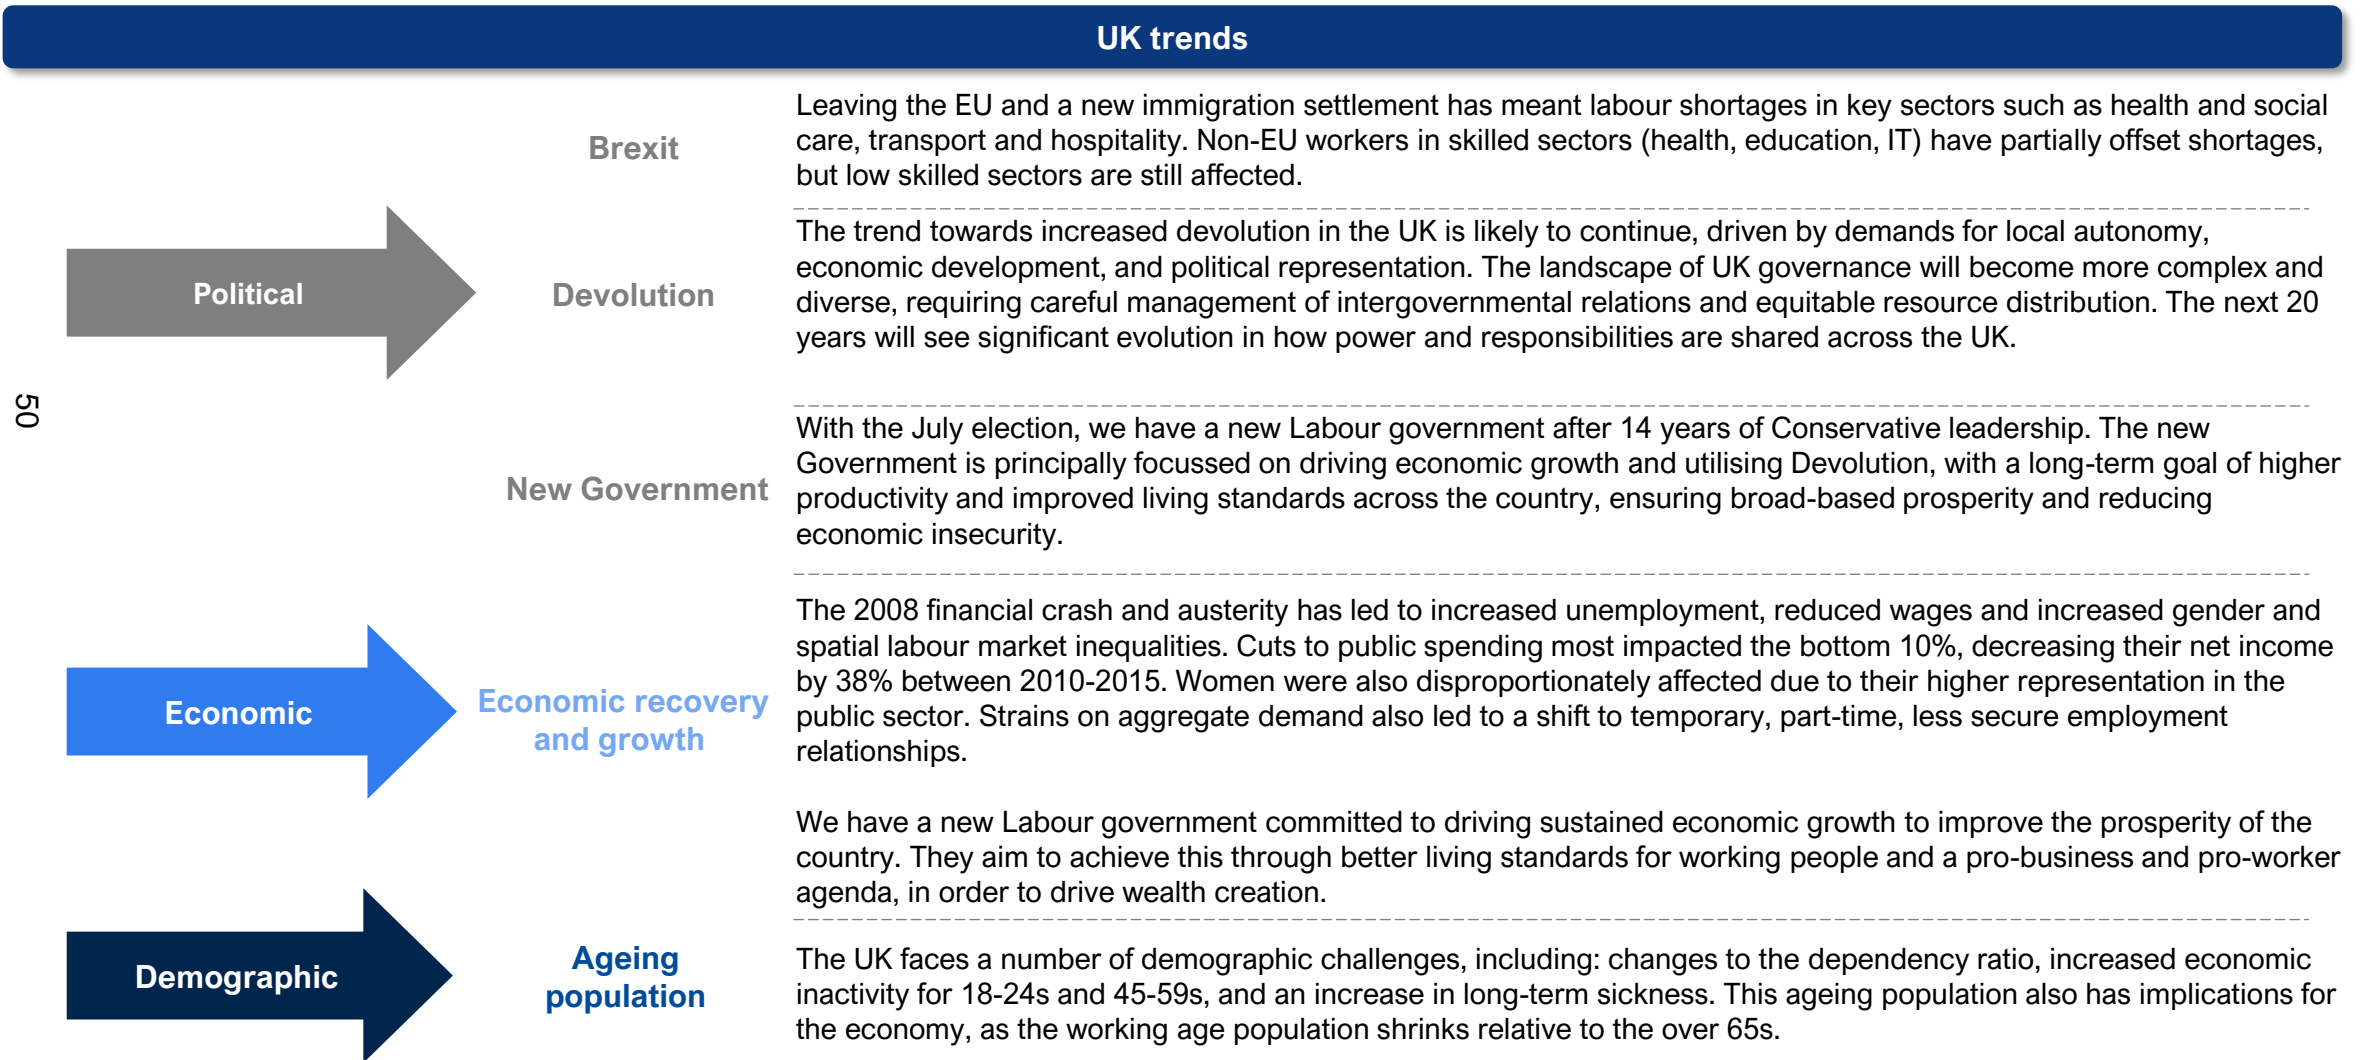 UK trends
Brexit
Leaving the EU and a new immigration settlement has meant labour shortages in key sectors such as health and social
care, transport and hospitality. Non-EU workers in skilled sectors (health, education, IT) have partially offset shortages,
but low skilled sectors are still affected.
Political
Devolution
The trend towards increased devolution in the UK is likely to continue, driven by demands for local autonomy,
economic development, and political representation. The landscape of UK governance will become more complex and
diverse, requiring careful management of intergovernmental relations and equitable resource distribution. The next 20
years will see significant evolution in how power and responsibilities are shared across the UK.
50
New Government
With the July election, we have a new Labour government after 14 years of Conservative leadership. The new
Government is principally focussed on driving economic growth and utilising Devolution, with a long-term goal of higher
productivity and improved living standards across the country, ensuring broad-based prosperity and reducing
economic insecurity.
Economic
Economic recovery
and growth
The 2008 financial crash and austerity has led to increased unemployment, reduced wages and increased gender and
spatial labour market inequalities. Cuts to public spending most impacted the bottom 10%, decreasing their net income
by 38% between 2010-2015. Women were also disproportionately affected due to their higher representation in the
public sector. Strains on aggregate demand also led to a shift to temporary, part-time, less secure employment
relationships.
We have a new Labour government committed to driving sustained economic growth to improve the prosperity of the
country. They aim to achieve this through better living standards for working people and a pro-business and pro-worker
agenda, in order to drive wealth creation.
Demographic
Ageing
population
The UK faces a number of demographic challenges, including: changes to the dependency ratio, increased economic
inactivity for 18-24s and 45-59s, and an increase in long-term sickness. This ageing population also has implications for
the economy, as the working age population shrinks relative to the over 65s.